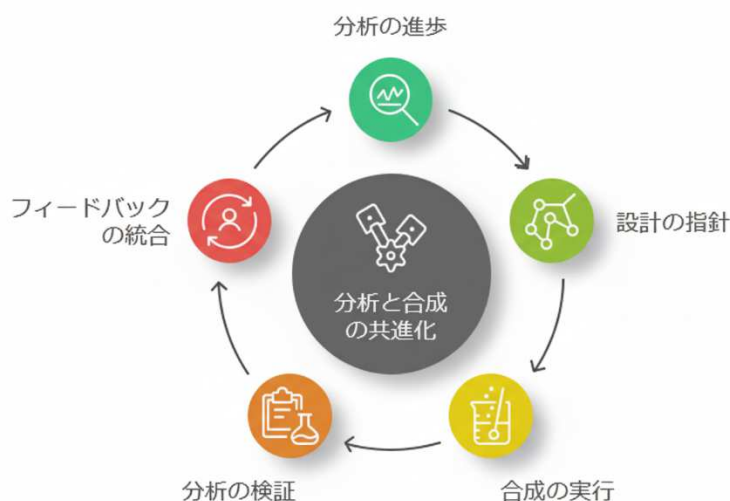 分析の進歩
設計の指針
合成の実行
分析の検証
フィードバック
の統合
分析と合成
の共進化